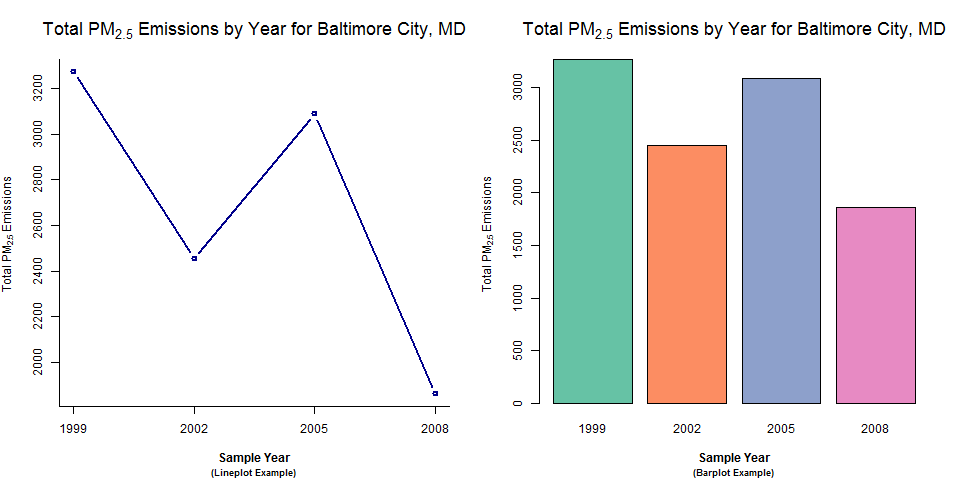 Total PM2.5 Emissions by Year for Baltimore City, MD
Total PM2.5 Emissions
3200
3000
2800
2600
2400
2200
2000
1999 2002 2005 2008
Sample Year
(Lineplot Example)
Total PM2.5 Emissions by Year for Baltimore City, MD
Total PM2.5 Emissions
3000
2500
2000
1500
1000
500
0
1999 2002 2005 2008
Sample Year
(Barplot Example)